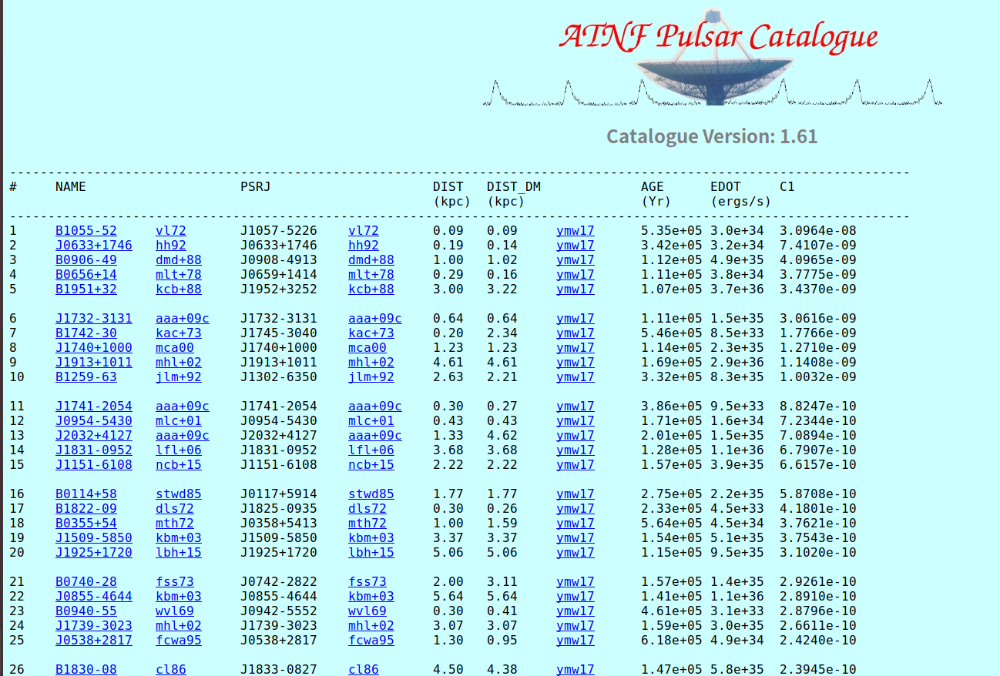 ATNF Pulsar Catalogue
Catalogue Version: 1.61
---------------------------------------------------------------------------------------------------------------------
# NAME PSRJ DIST DIST_DM AGE EDOT C1
(kpc) (kpc) (Yr) (ergs/s)
---------------------------------------------------------------------------------------------------------------------
1 B1055-52 vl72 J1057-5226 vl72 0.09 0.09 ymw17 5.35e+05 3.0e+34 3.0964e-08
2 J0633+1746 hh92 J0633+1746 hh92 0.19 0.14 ymw17 3.42e+05 3.2e+34 7.4107e-09
3 B0906-49 dmd+88 J0908-4913 dmd+88 1.00 1.02 ymw17 1.12e+05 4.9e+35 4.0965e-09
4 B0656+14 mlt+78 J0659+1414 mlt+78 0.29 0.16 ymw17 1.11e+05 3.8e+34 3.7775e-09
5 B1951+32 kcb+88 J1952+3252 kcb+88 3.00 3.22 ymw17 1.07e+05 3.7e+36 3.4370e-09
6 J1732-3131 aaa+09c J1732-3131 aaa+09c 0.64 0.64 ymw17 1.11e+05 1.5e+35 3.0616e-09
7 B1742-30 kac+73 J1745-3040 kac+73 0.20 2.34 ymw17 5.46e+05 8.5e+33 1.7766e-09
8 J1740+1000 mca00 J1740+1000 mca00 1.23 1.23 ymw17 1.14e+05 2.3e+35 1.2710e-09
9 J1913+1011 mhl+02 J1913+1011 mhl+02 4.61 4.61 ymw17 1.69e+05 2.9e+36 1.1408e-09
10 B1259-63 jlm+92 J1302-6350 jlm+92 2.63 2.21 ymw17 3.32e+05 8.3e+35 1.0032e-09
11 J1741-2054 aaa+09c J1741-2054 aaa+09c 0.30 0.27 ymw17 3.86e+05 9.5e+33 8.8247e-10
12 J0954-5430 mlc+01 J0954-5430 mlc+01 0.43 0.43 ymw17 1.71e+05 1.6e+34 7.2344e-10
13 J2032+4127 aaa+09c J2032+4127 aaa+09c 1.33 4.62 ymw17 2.01e+05 1.5e+35 7.0894e-10
14 J1831-0952 lfl+06 J1831-0952 lfl+06 3.68 3.68 ymw17 1.28e+05 1.1e+36 6.7907e-10
15 J1151-6108 ncb+15 J1151-6108 ncb+15 2.22 2.22 ymw17 1.57e+05 3.9e+35 6.6157e-10
16 B0114+58 stwd85 J0117+5914 stwd85 1.77 1.77 ymw17 2.75e+05 2.2e+35 5.8708e-10
17 B1822-09 dls72 J1825-0935 dls72 0.30 0.26 ymw17 2.33e+05 4.5e+33 4.1801e-10
18 B0355+54 mth72 J0358+5413 mth72 1.00 1.59 ymw17 5.64e+05 4.5e+34 3.7621e-10
19 J1509-5850 kbm+03 J1509-5850 kbm+03 3.37 3.37 ymw17 1.54e+05 5.1e+35 3.7543e-10
20 J1925+1720 lbh+15 J1925+1720 lbh+15 5.06 5.06 ymw17 1.15e+05 9.5e+35 3.1020e-10
21 B0740-28 fss73 J0742-2822 fss73 2.00 3.11 ymw17 1.57e+05 1.4e+35 2.9261e-10
22 J0855-4644 kbm+03 J0855-4644 kbm+03 5.64 5.64 ymw17 1.41e+05 1.1e+36 2.8910e-10
23 B0940-55 wvl69 J0942-5552 wvl69 0.30 0.41 ymw17 4.61e+05 3.1e+33 2.8796e-10
24 J1739-3023 mhl+02 J1739-3023 mhl+02 3.07 3.07 ymw17 1.59e+05 3.0e+35 2.6611e-10
25 J0538+2817 fcwa95 J0538+2817 fcwa95 1.30 0.95 ymw17 6.18e+05 4.9e+34 2.4240e-10
26 B1830-08 cl86 J1833-0827 cl86 4.50 4.38 ymw17 1.47e+05 5.8e+35 2.3945e-10